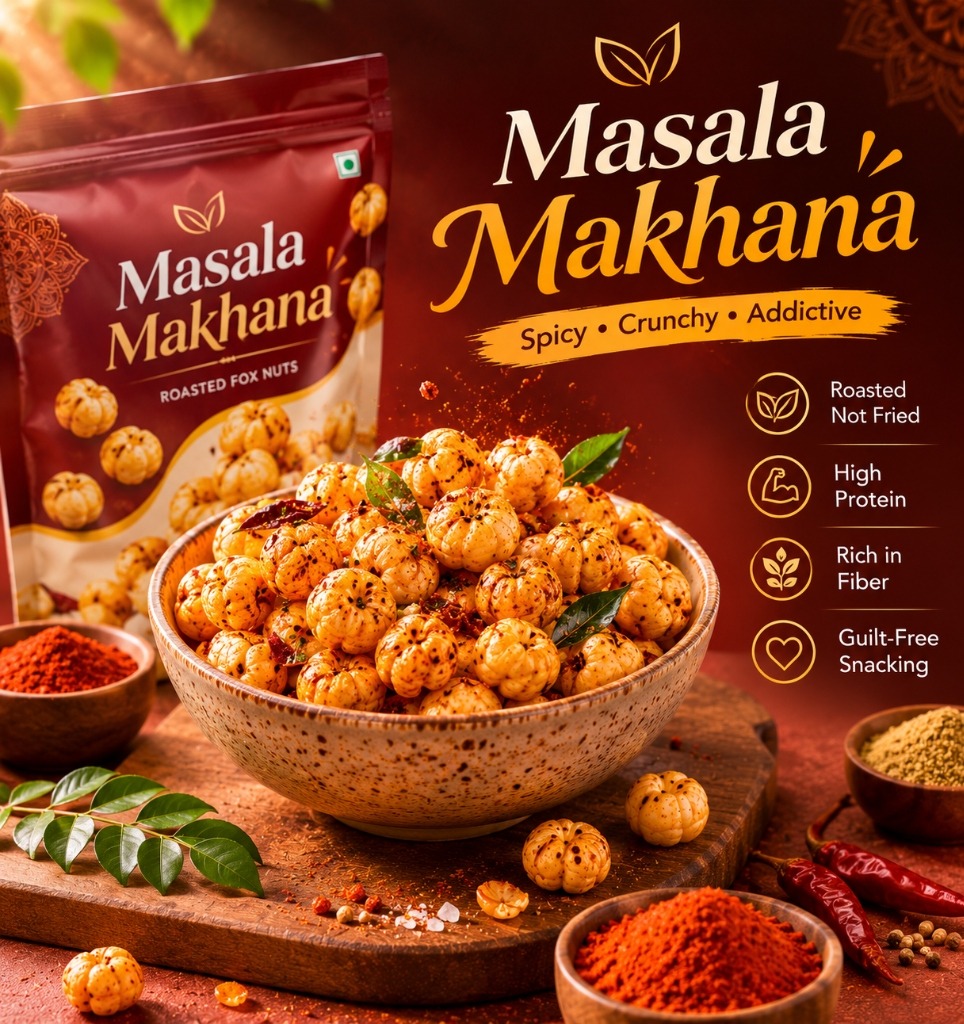 Masala
Makhana
ROASTED FOX NUTS
Masala
Makhana
Spicy • Crunchy • Addictive
Roasted
Not Fried
High
Protein
Rich in
Fiber
Guilt-Free
Snacking